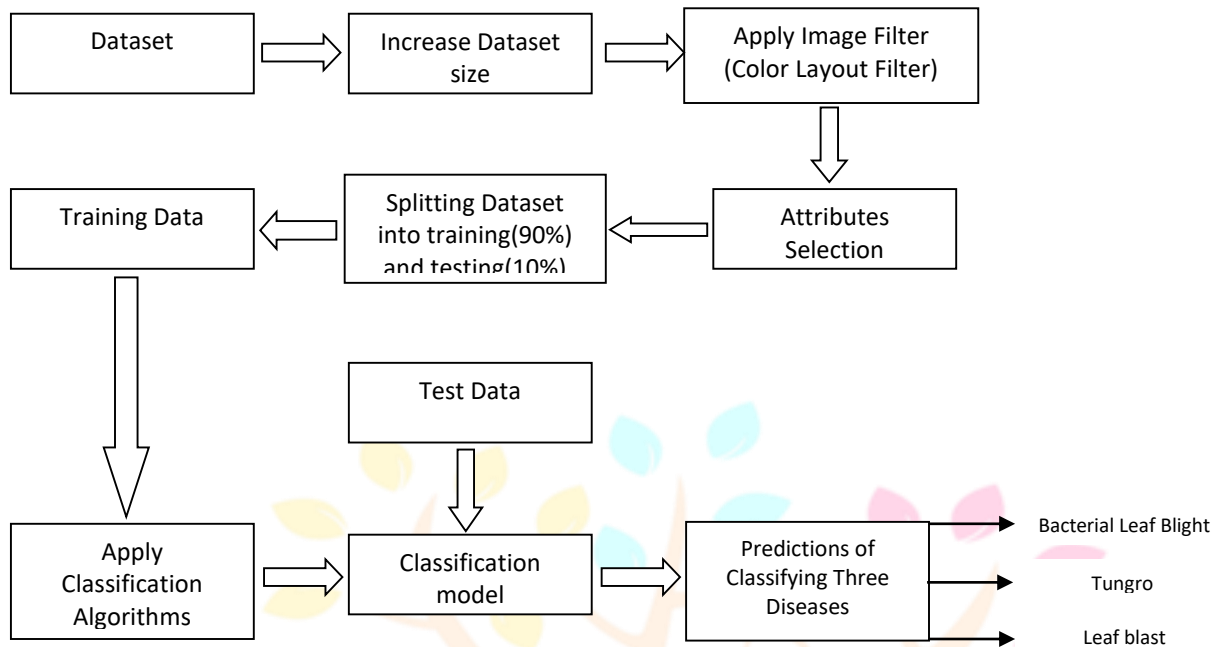 Dataset
Increase Dataset
size
Apply Image Filter
(Color Layout Filter)
Training Data
Splitting Dataset
into training(90%)
and testing(10%)
Attributes
Selection
Test Data
Apply
Classification
Algorithms
Classification
model
Predictions of
Classifying Three
Diseases
Bacterial Leaf Blight
Tungro
Leaf blast